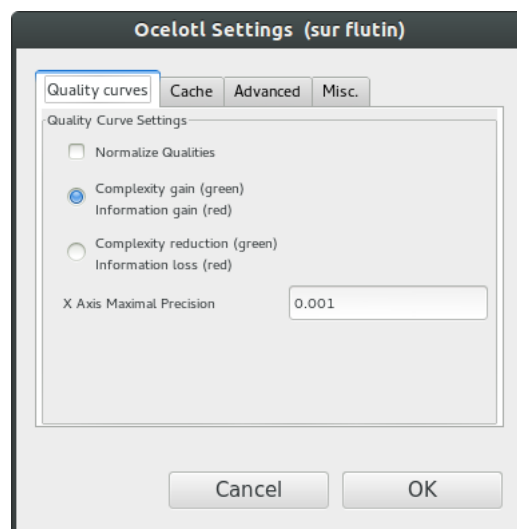 Ocelotl Settings (sur flutin)
Quality curves Cache Advanced Misc.
Quality Curve Settings
Normalize Qualities
Complexity gain (green)
Information gain (red)
Complexity reduction (green)
Information loss (red)
X Axis Maximal Precision 0.001
Cancel OK